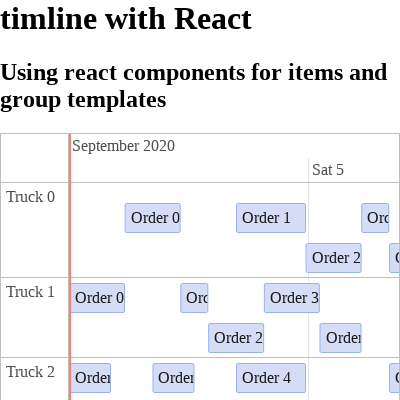 timline with React
Using react components for items and
group templates
September 2020
Sat 5
Truck 0
Order 0
Order 1
Order 2
Truck 1
Order 0
Order 3
Order 2
Order
Truck 2
Order
Order
Order 4